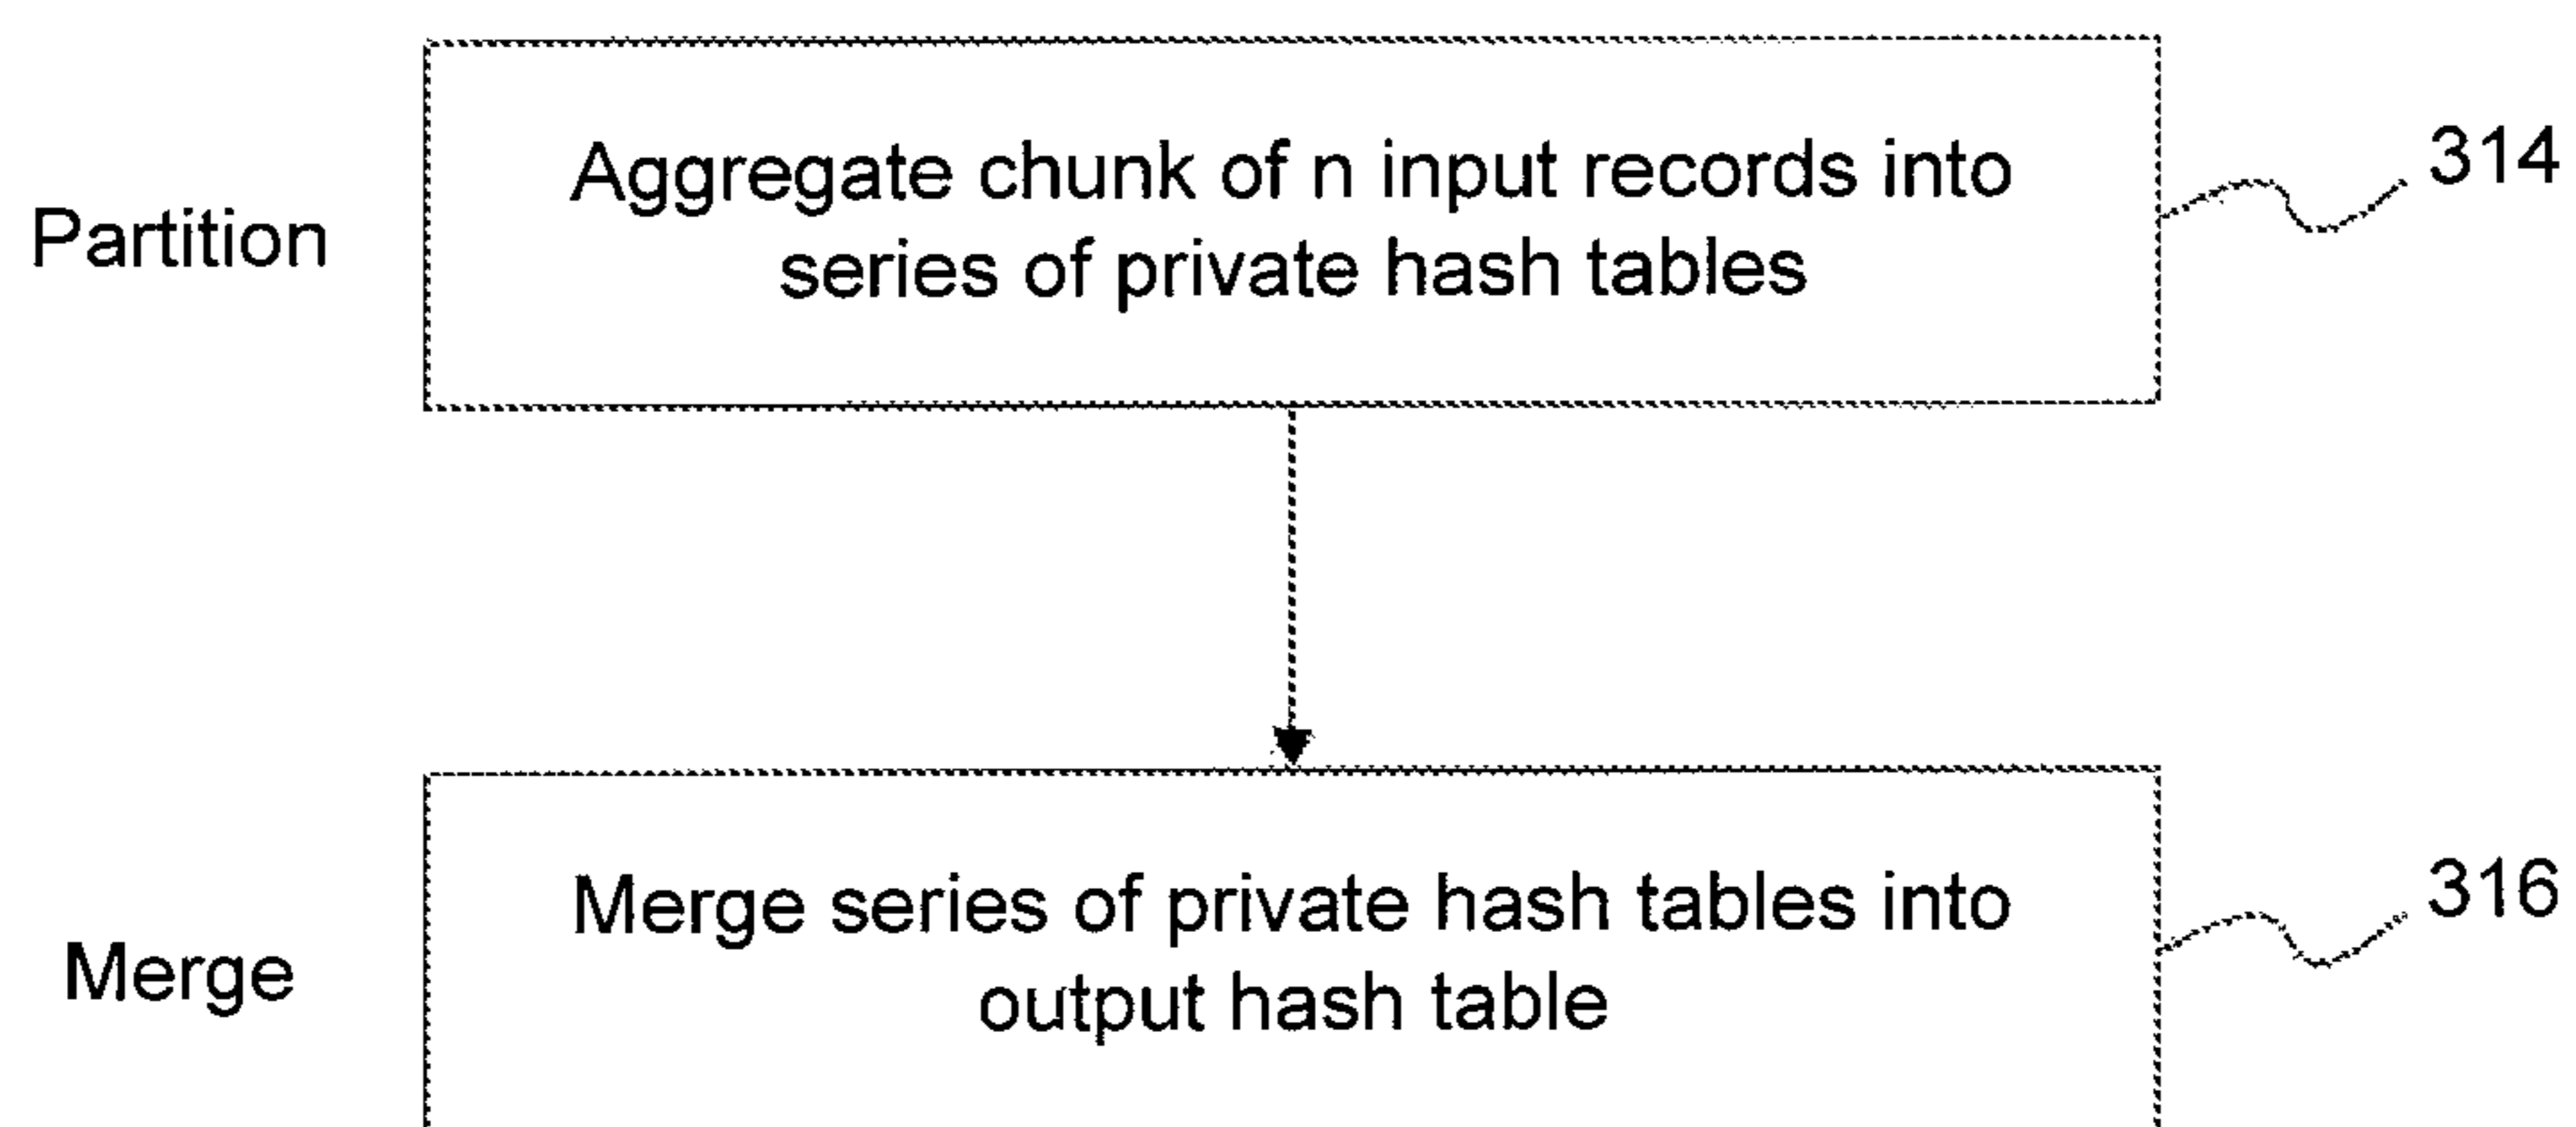 Partition
Aggregate chunk of n input records into
series of private hash tables
314
Merge
Merge series of private hash tables into
output hash table
316